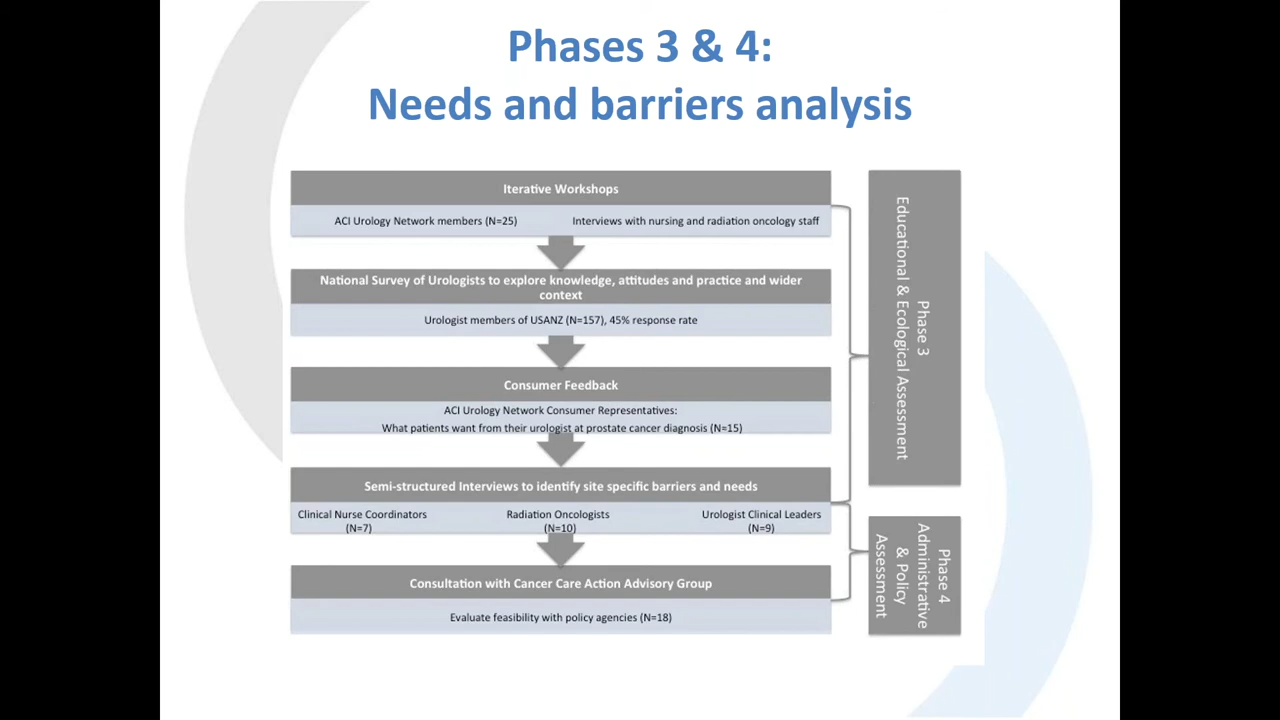 Phases 3 & 4:
Needs and barriers analysis
Iterative Workshops
ACI Urology Network members (N=25)
Interviews with nursing and radiation oncology staff
National Survey of Urologists to explore knowledge, attitudes and practice and wider
context
Urologist members of USANZ (N=157), 45% response rate
Consumer Feedback
ACI Urology Network Consumer Representatives:
What patients want from their urologist at prostate cancer diagnosis (N=15)
Semi-structured Interviews to identify site specific barriers and needs
Clinical Nurse Coordinators
(N=7)
Radiation Oncologists
(N=10)
Urologist Clinical Leaders
(N=9)
Consultation with Cancer Care Action Advisory Group
Evaluate feasibility with policy agencies (N=18)
Phase 3
Educational & Ecological Assessment
Phase 4
Administrative
& Policy
Assessment